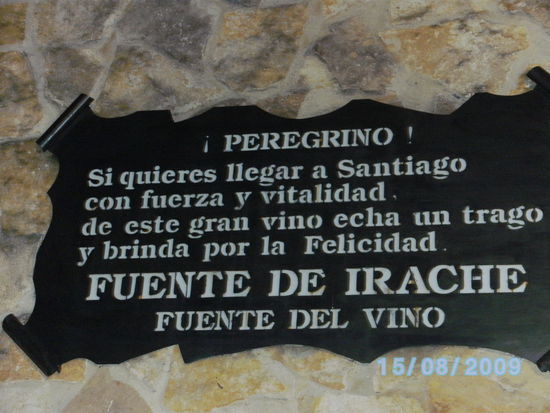 ¡ PEREGRINO !
Si quieres llegar a Santiago
con fuerza y vitalidad,
de este gran vino echa un trago
y brinda por la Felicidad.
FUENTE DE IRACHE
FUENTE DEL VINO
15/08/2009